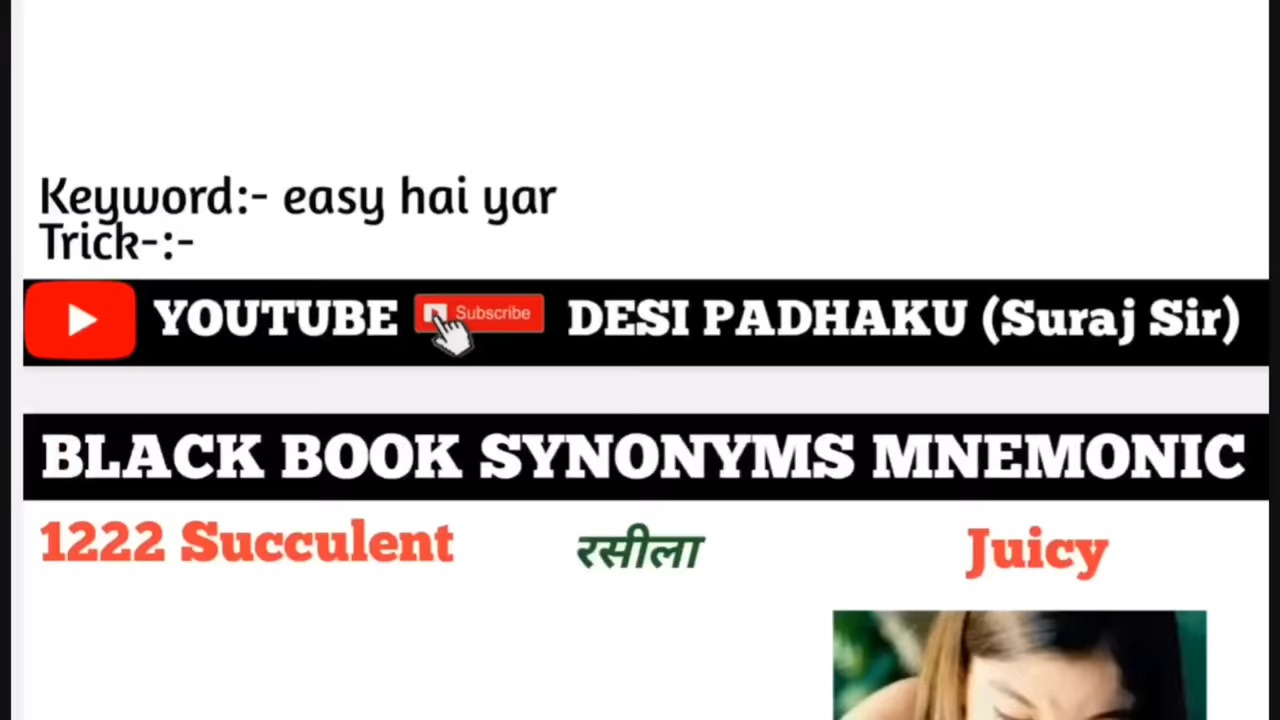 Keyword:- easy hai yar
Trick-:-
YOUTUBE Subscribe DESI PADHAKU (Suraj Sir)
BLACK BOOK SYNONYMS MNEMONIC
1222 Succulent रसीला Juicy